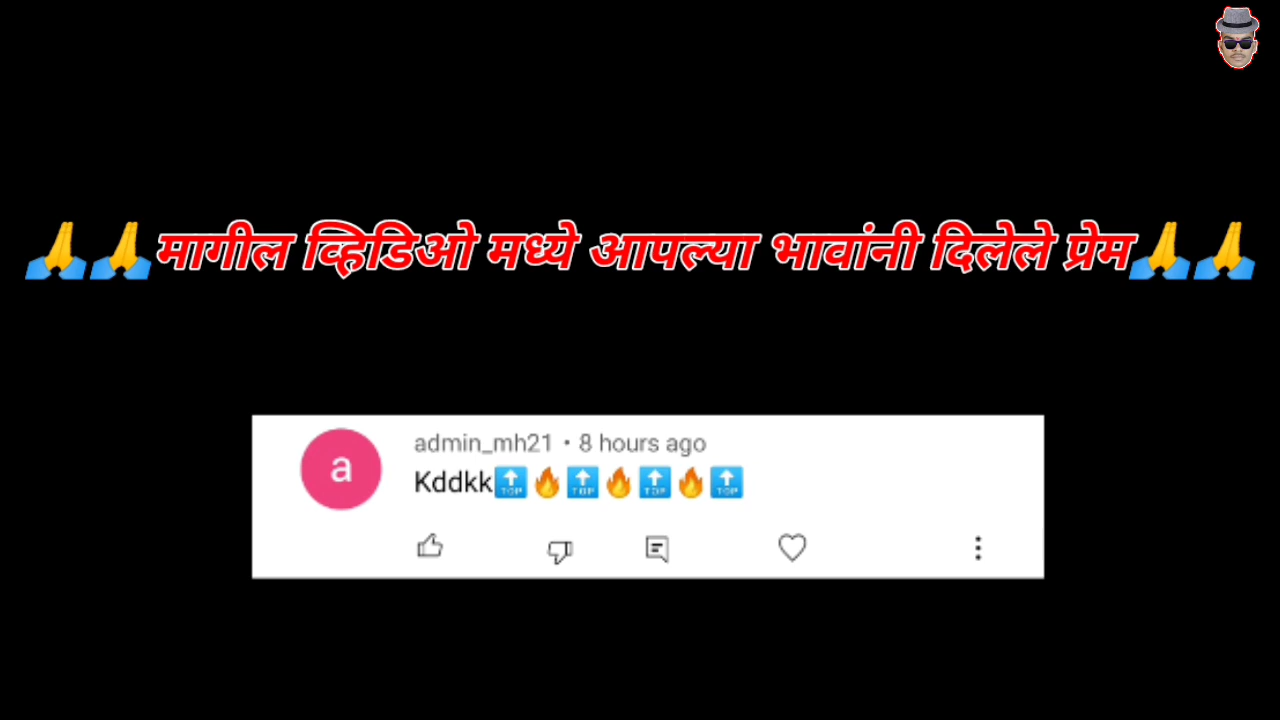 🙏🙏मागील व्हिडिओ मध्ये आपल्या भावांनी दिलेले प्रेम🙏🙏
a
admin_mh21 • 8 hours ago
Kddkk🔝🔥🔝🔥🔝🔥🔝